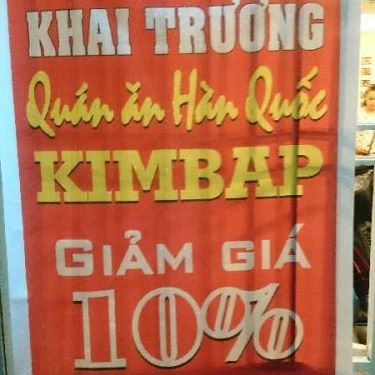 KHAI TRƯƠNG
Quán ăn Hàn Quốc
KIMBAP
GIẢM GIÁ
10%